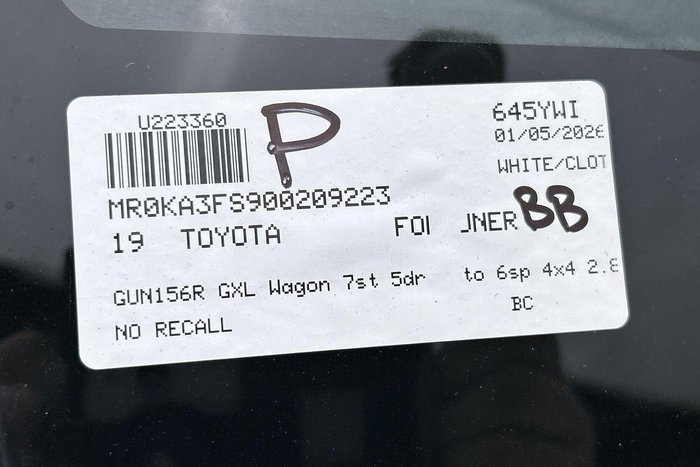 U223360
P
645YWI
01/05/2026
WHITE/CLOT
MR0KA3FS900209223
19 TOYOTA FOI JNER BB
GUN156R GXL Wagon 7st 5dr to 6sp 4x4 2.8
NO RECALL BC